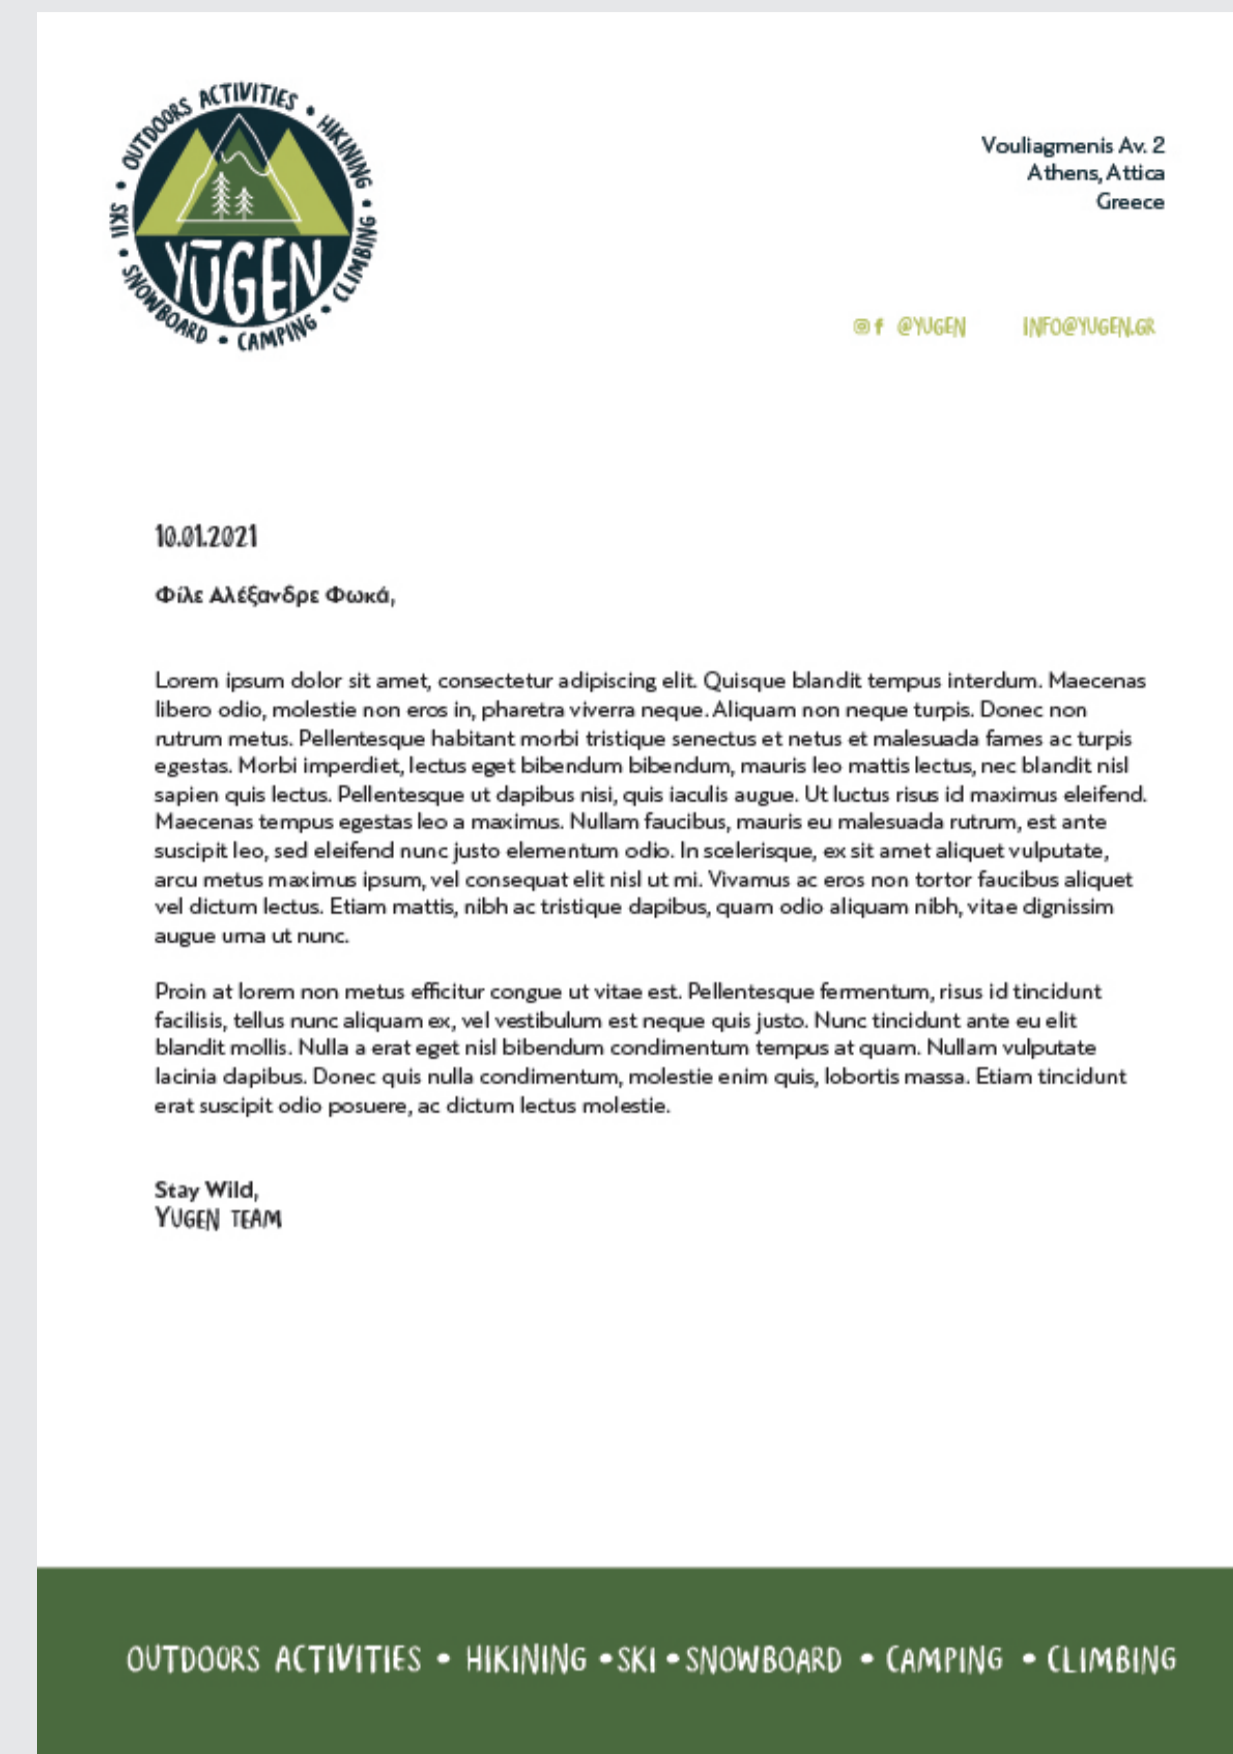 OUTDOORS ACTIVITIES • HIKINING • CLIMBING • CAMPING • SNOWBOARD • SKII •
YŪGEN
Vouliagmenis Av. 2
Athens, Attica
Greece
@YUGEN INFO@YUGEN.GR
10.01.2021
Φίλε Αλέξανδρε Φωκά,
Lorem ipsum dolor sit amet, consectetur adipiscing elit. Quisque blandit tempus interdum. Maecenas
libero odio, molestie non eros in, pharetra viverra neque. Aliquam non neque turpis. Donec non
rutrum metus. Pellentesque habitant morbi tristique senectus et netus et malesuada fames ac turpis
egestas. Morbi imperdiet, lectus eget bibendum bibendum, mauris leo mattis lectus, nec blandit nisl
sapien quis lectus. Pellentesque ut dapibus nisi, quis iaculis augue. Ut luctus risus id maximus eleifend.
Maecenas tempus egestas leo a maximus. Nullam faucibus, mauris eu malesuada rutrum, est ante
suscipit leo, sed eleifend nunc justo elementum odio. In scelerisque, ex sit amet aliquet vulputate,
arcu metus maximus ipsum, vel consequat elit nisl ut mi. Vivamus ac eros non tortor faucibus aliquet
vel dictum lectus. Etiam mattis, nibh ac tristique dapibus, quam odio aliquam nibh, vitae dignissim
augue urna ut nunc.
Proin at lorem non metus efficitur congue ut vitae est. Pellentesque fermentum, risus id tincidunt
facilisis, tellus nunc aliquam ex, vel vestibulum est neque quis justo. Nunc tincidunt ante eu elit
blandit mollis. Nulla a erat eget nisl bibendum condimentum tempus at quam. Nullam vulputate
lacinia dapibus. Donec quis nulla condimentum, molestie enim quis, lobortis massa. Etiam tincidunt
erat suscipit odio posuere, ac dictum lectus molestie.
Stay Wild,
YUGEN TEAM
OUTDOORS ACTIVITIES • HIKINING • SKI • SNOWBOARD • CAMPING • CLIMBING